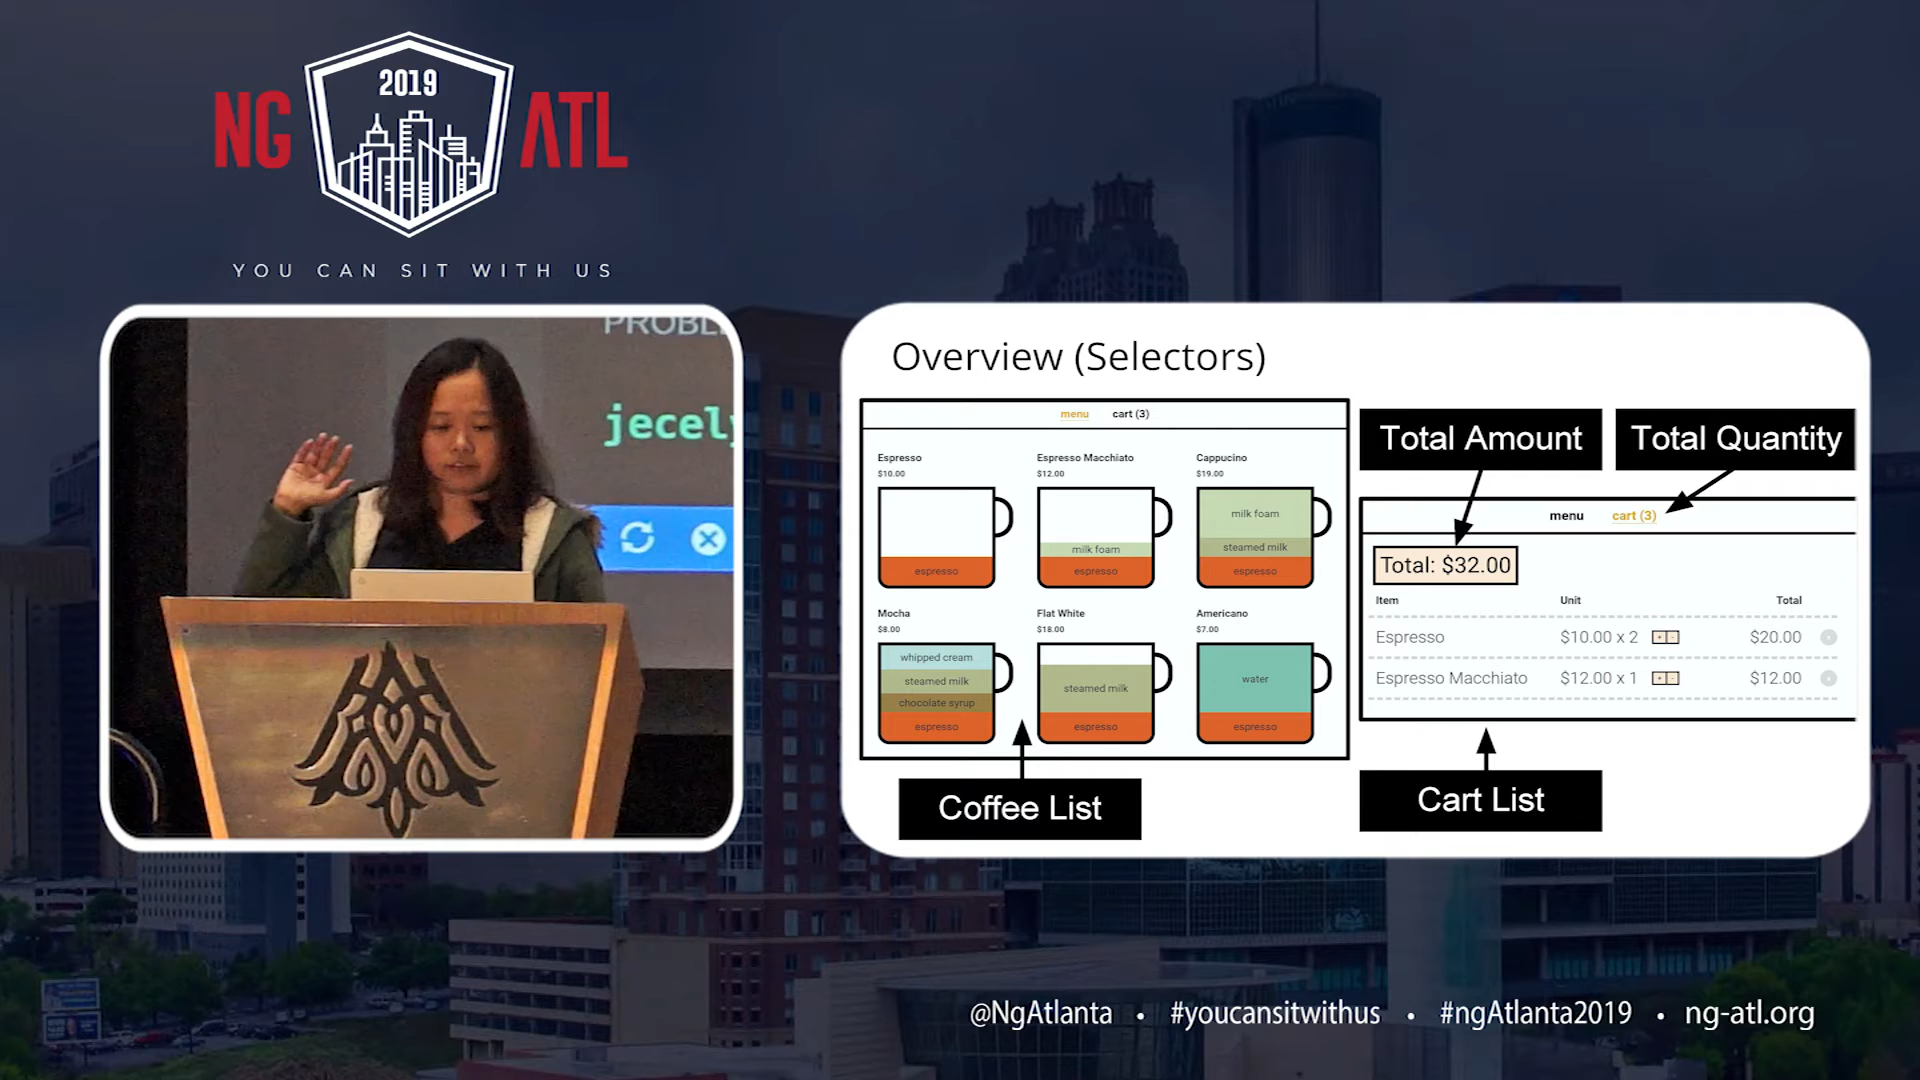 NG
2019
ATL
YOU CAN SIT WITH US
jecely
Overview (Selectors)
menu cart (3)
Espresso
$10.00
espresso
Espresso Macchiato
$12.00
milk foam
espresso
Cappucino
$19.00
milk foam
steamed milk
espresso
Mocha
$8.00
whipped cream
steamed milk
chocolate syrup
espresso
Flat White
$18.00
steamed milk
espresso
Americano
$7.00
water
espresso
Coffee List
Total Amount
Total Quantity
menu cart (3)
Total: $32.00
Item Unit Total
Espresso $10.00 x 2 $20.00
Espresso Macchiato $12.00 x 1 $12.00
Cart List
@NgAtlanta • #youcansitwithus • #ngAtlanta2019 • ng-atl.org